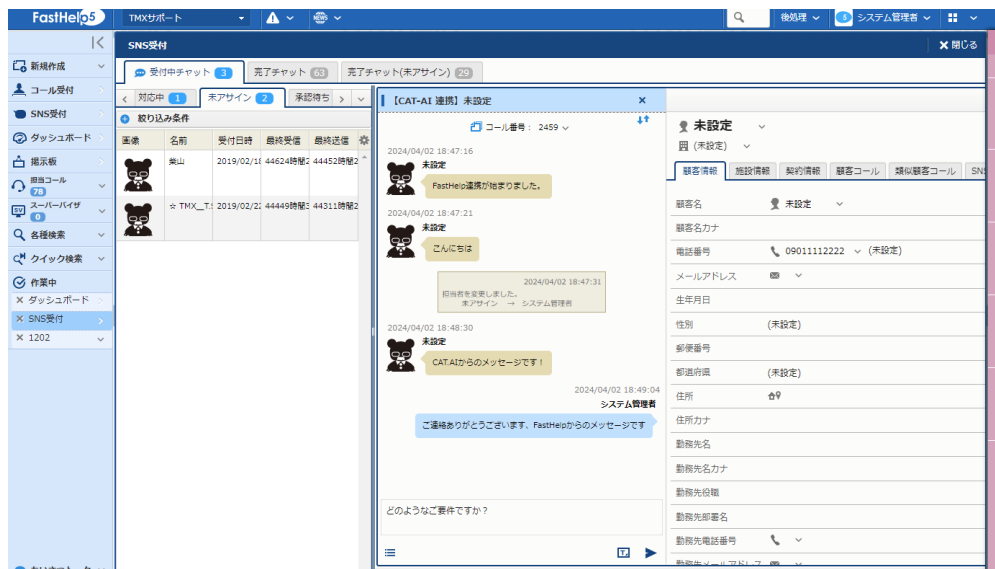 FastHelp5 TMXサポート NEWS 後処理 5 システム管理者
SNS受付 × 閉じる
新規作成
コール受付
SNS受付
ダッシュボード
掲示板
担当コール
78
スーパーバイザ
0
各種検索
クイック検索
作業中
× ダッシュボード
× SNS受付
× 1202
受付中チャット 3 完了チャット 63 完了チャット(未アサイン) 29
対応中 1 未アサイン 2 承認待ち
絞り込み条件
画像 名前 受付日時 最終受信 最終送信
柴山 2019/02/18 44624時間2 44452時間2
☆ TMX__T.S 2019/02/22 44449時間3 44311時間2
【CAT-AI 連携】未設定 ×
コール番号： 2459
2024/04/02 18:47:16
未設定
FastHelp連携が始まりました。
2024/04/02 18:47:21
未設定
こんにちは
2024/04/02 18:47:31
担当者を変更しました。
未アサイン → システム管理者
2024/04/02 18:48:30
未設定
CAT.AIからのメッセージです！
2024/04/02 18:49:04
システム管理者
ご連絡ありがとうございます、FastHelpからのメッセージです
どのようなご要件ですか？
未設定
(未設定)
顧客情報 施設情報 契約情報 顧客コール 類似顧客コール SNS
顧客名 未設定
顧客名カナ
電話番号 09011112222 (未設定)
メールアドレス
生年月日
性別 (未設定)
郵便番号
都道府県 (未設定)
住所
住所カナ
勤務先名
勤務先名カナ
勤務先役職
勤務先部署名
勤務先電話番号
勤務先メールアドレス